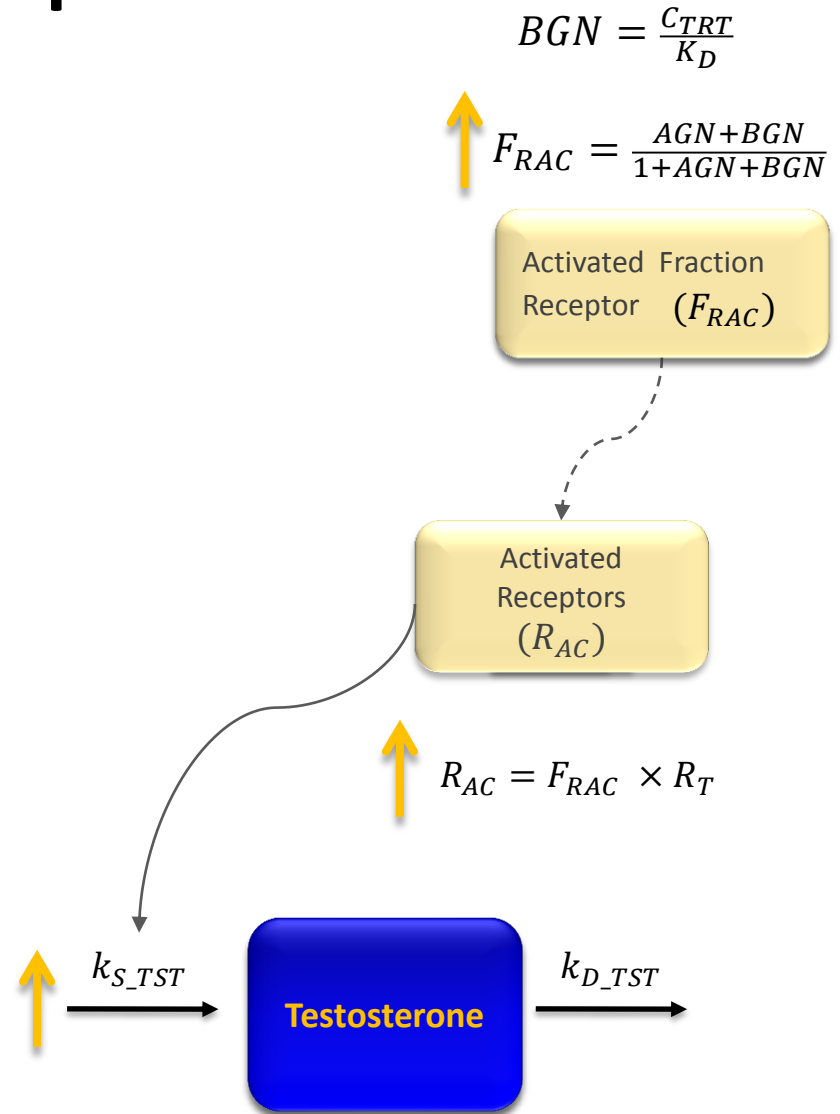 BGN = C_TRT / K_D
F_RAC = AGN+BGN / 1+AGN+BGN
Activated Fraction
Receptor (F_RAC)
Activated
Receptors
(R_AC)
R_AC = F_RAC × R_T
k_S_TST
Testosterone
k_D_TST